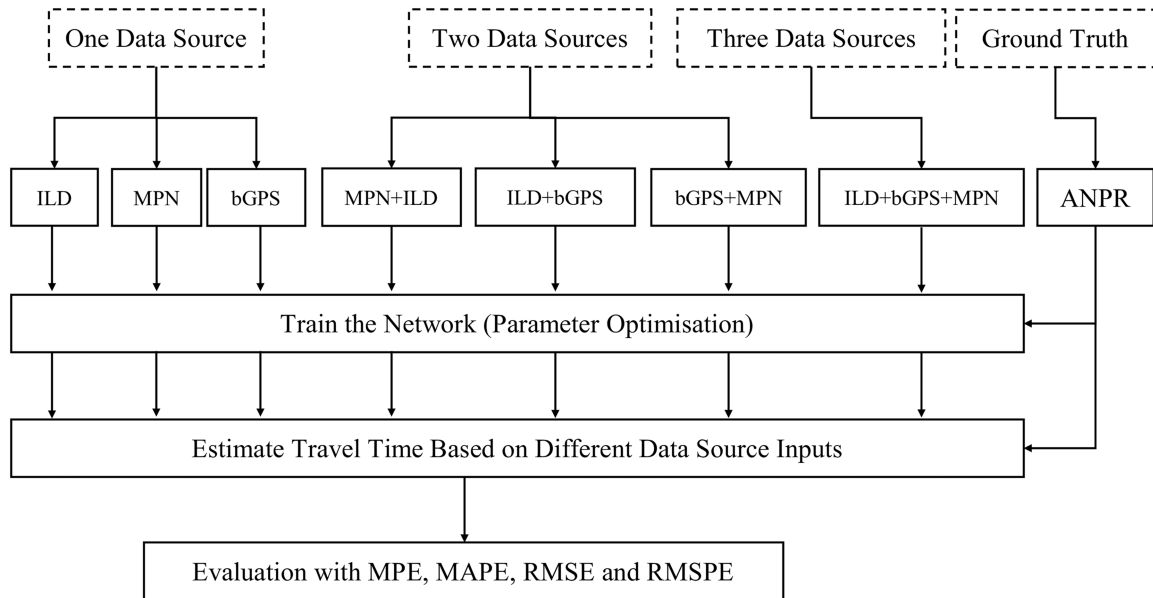 One Data Source
Two Data Sources
Three Data Sources
Ground Truth
ILD
MPN
bGPS
MPN+ILD
ILD+bGPS
bGPS+MPN
ILD+bGPS+MPN
ANPR
Train the Network (Parameter Optimisation)
Estimate Travel Time Based on Different Data Source Inputs
Evaluation with MPE, MAPE, RMSE and RMSPE